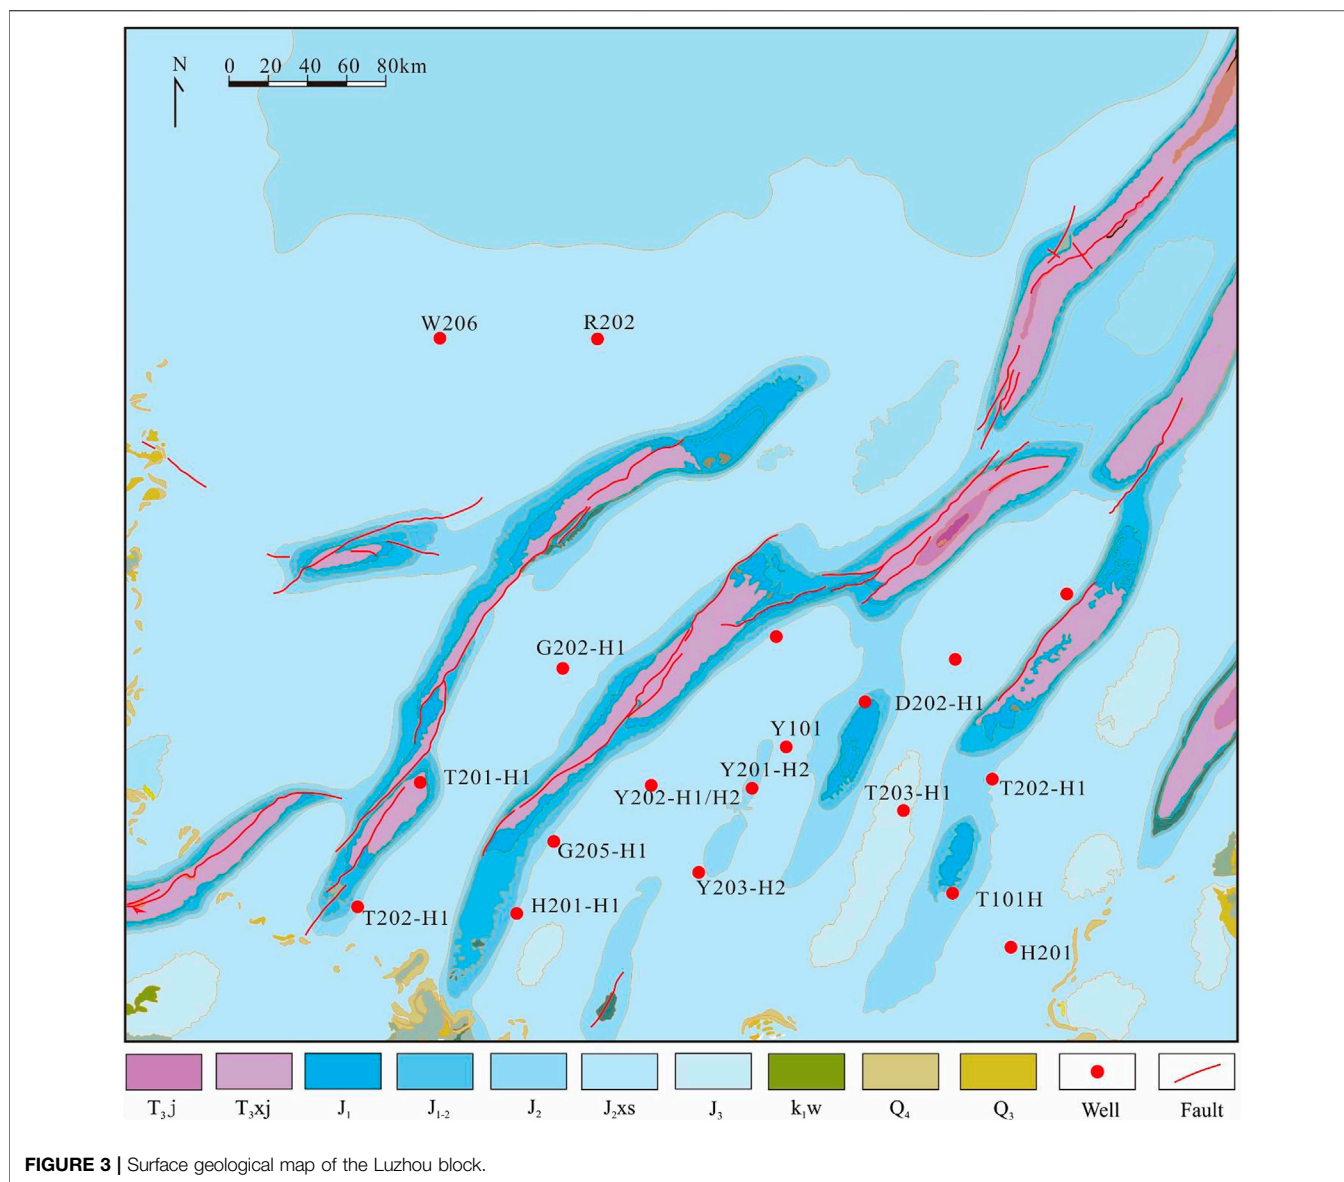 N
0 20 40 60 80km
W206 R202
G202-H1
D202-H1
Y101
T201-H1 Y201-H2
Y202-H1/H2 T203-H1 T202-H1
G205-H1
Y203-H2
T101H
T202-H1 H201-H1
H201
T₃j T₃xj J₁ J₁₋₂ J₂ J₂xs J₃ k₁w Q₄ Q₃ Well Fault
FIGURE 3 | Surface geological map of the Luzhou block.